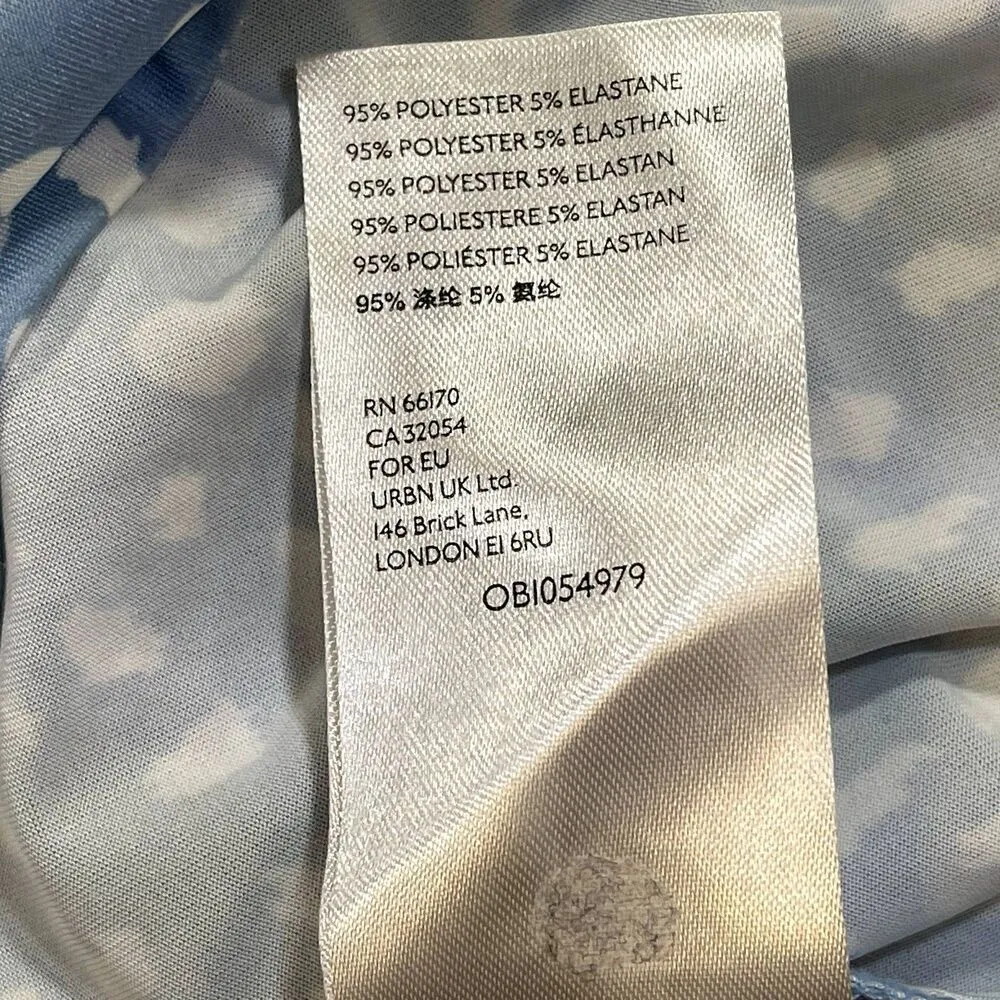 95% POLYESTER 5% ELASTANE
95% POLYESTER 5% ÉLASTHANNE
95% POLYESTER 5% ELASTAN
95% POLIESTERE 5% ELASTAN
95% POLIÉSTER 5% ELASTANE
95% 涤纶 5% 氨纶
RN 66170
CA 32054
FOR EU
URBN UK Ltd.
146 Brick Lane,
LONDON E1 6RU
OB1054979